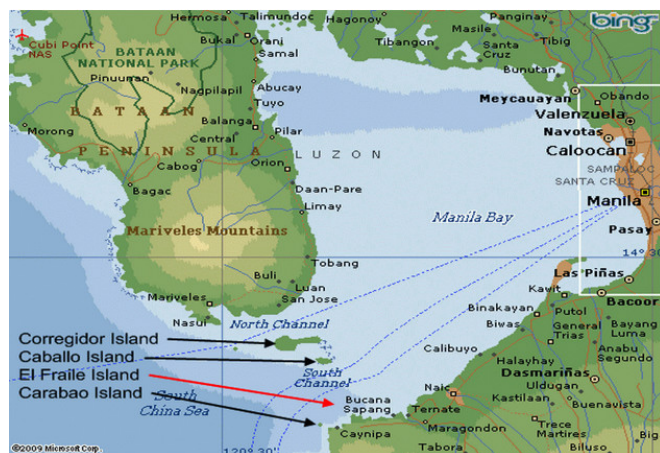 Hermosa
Talimundoc
Hagonoy
Panginay
bing
Cubi Point
NAS
Bukal
Orani
Masile
Tibig
BATAAN
NATIONAL PARK
Samal
Tibangon
Santa
Cruz
Bunutan
Pinuunan
Nagpilapil
Abucay
Meycauayan
Obando
Tuyo
Valenzuela
BATAAN
Balanga
Navotas
Morong
Central
Pilar
Caloocan
PENINSULA
LUZON
SAMPALOC
Cabog
Orion
SANTA CRUZ
Bagac
Daan-Pare
Manila
Limay
Manila Bay
Mariveles Mountains
Pasay
14° 30
Tobang
Buli
Las Piñas
Luan
Kawit
Mariveles
San Jose
Bacoor
Nasui
Binakayan
Putol
North Channel
General
Trias
Bayang
Luma
Biwas
Corregidor Island
Caballo Island
Calibuyo
Halayhay
Anabu
Segundo
El Fraile Island
South
Channel
Dasmariñas
Carabao Island
South
China Sea
Bucana
Sapang
Naic
Uldugan
Kastilaan
Buenavista
Ternate
Caynipa
Maragondon
Trece
Martires
Tabora
Biluso
Big
©2009 Microsoft Corp
120° 30'